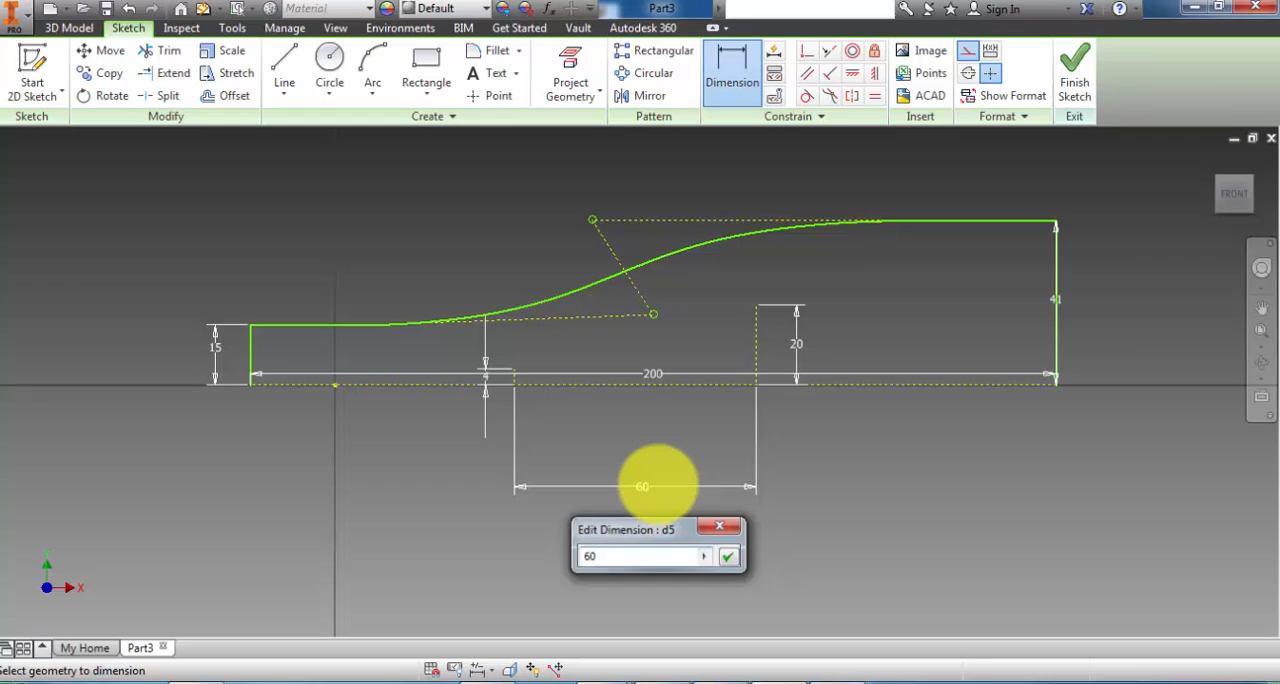 Material
Default
Part3
Sign In
PRO
3D Model
Sketch
Inspect
Tools
Manage
View
Environments
BIM
Get Started
Vault
Autodesk 360
Start
2D Sketch
Move
Trim
Scale
Copy
Extend
Stretch
Rotate
Split
Offset
Line
Circle
Arc
Rectangle
Fillet
Text
Point
Project
Geometry
Rectangular
Circular
Mirror
Dimension
Image
Points
ACAD
Show Format
Finish
Sketch
Sketch
Modify
Create
Pattern
Constrain
Insert
Format
Exit
FRONT
41
15
20
200
4
60
Edit Dimension : d5
60
Y
X
My Home
Part3
Select geometry to dimension